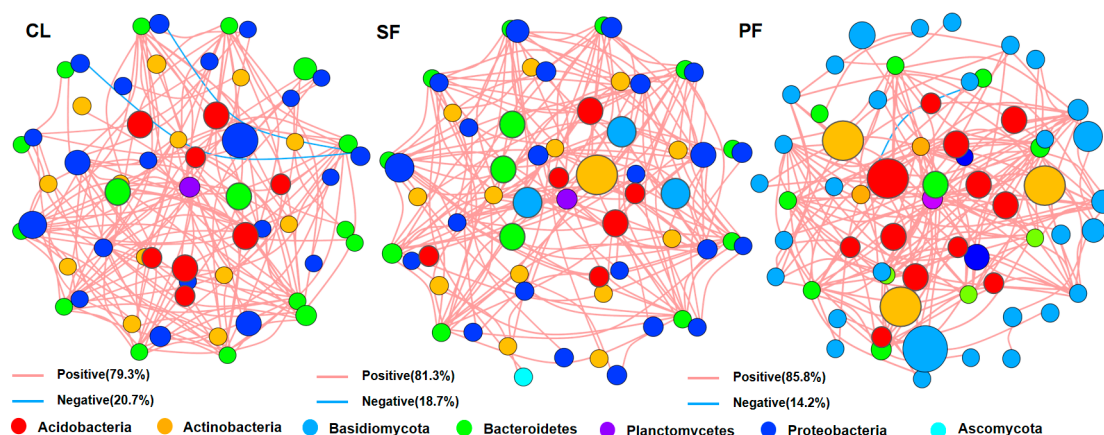 CL SF PF
Positive(79.3%) Positive(81.3%) Positive(85.8%)
Negative(20.7%) Negative(18.7%) Negative(14.2%)
Acidobacteria Actinobacteria Basidiomycota Bacteroidetes Planctomycetes Proteobacteria Ascomycota